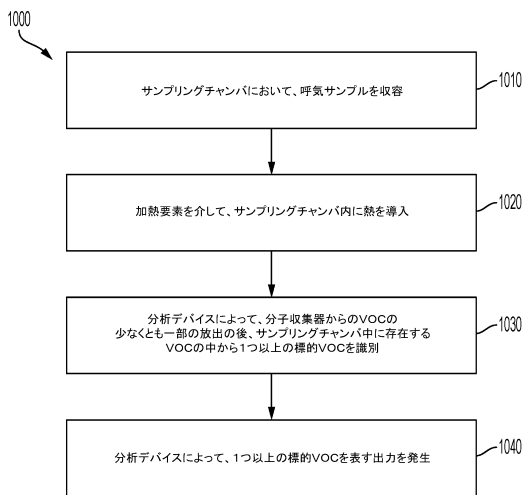 1000
サンプリングチャンバにおいて、呼気サンプルを収容
1010
加熱要素を介して、サンプリングチャンバ内に熱を導入
1020
分析デバイスによって、分子収集器からのVOCの
少なくとも一部の放出の後、サンプリングチャンバ中に存在する
VOCの中から1つ以上の標的VOCを識別
1030
分析デバイスによって、1つ以上の標的VOCを表す出力を発生
1040